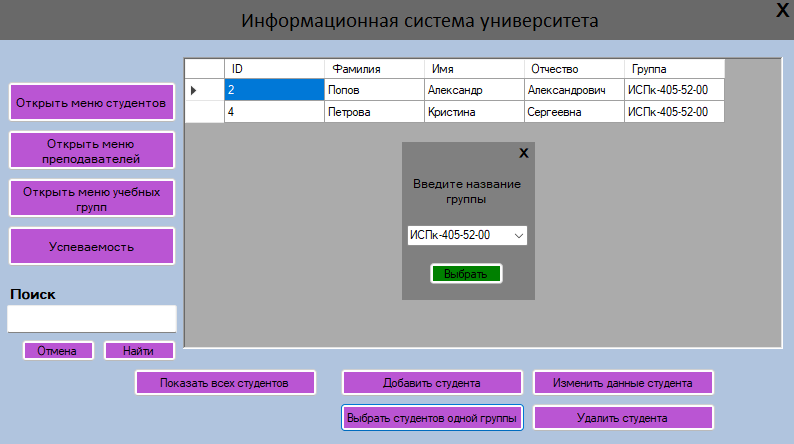 Информационная система университета
X
ID Фамилия Имя Отчество Группа
2 Попов Александр Александрович ИСПк-405-52-00
4 Петрова Кристина Сергеевна ИСПк-405-52-00
Открыть меню студентов
Открыть меню
преподавателей
Открыть меню учебных
групп
Успеваемость
X
Введите название
группы
ИСПк-405-52-00
Выбрать
Поиск
Отмена
Найти
Показать всех студентов
Добавить студента
Изменить данные студента
Выбрать студентов одной группы
Удалить студента